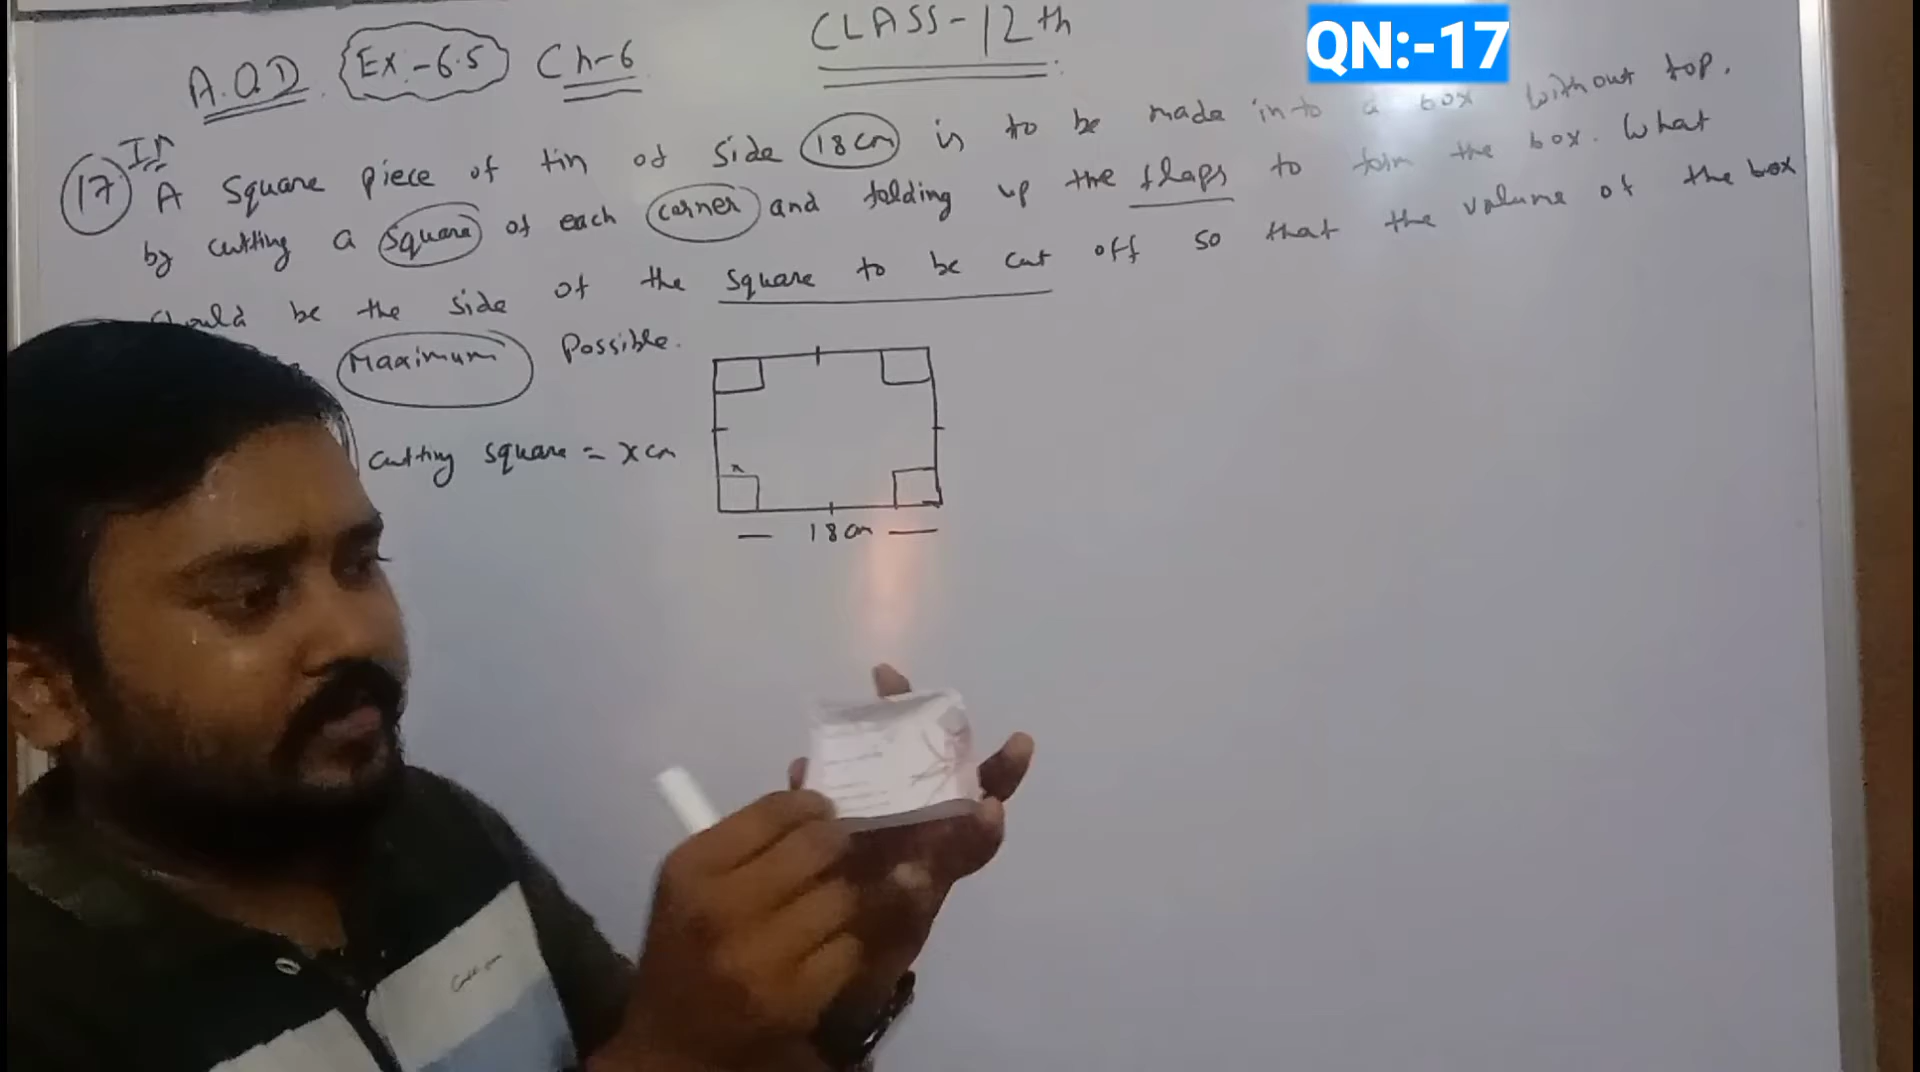 CLASS-12th
QN:-17
A.O.D. Ex-6.5 Ch-6
17 Im A square piece of tin of side 18cm is to be made into a box without top.
by cutting a square of each corner and folding up the flaps to form the box. What
should be the side of the square to be cut off so that the volume of the box
Maximum Possible.
cutting square = x cm
x
18cm